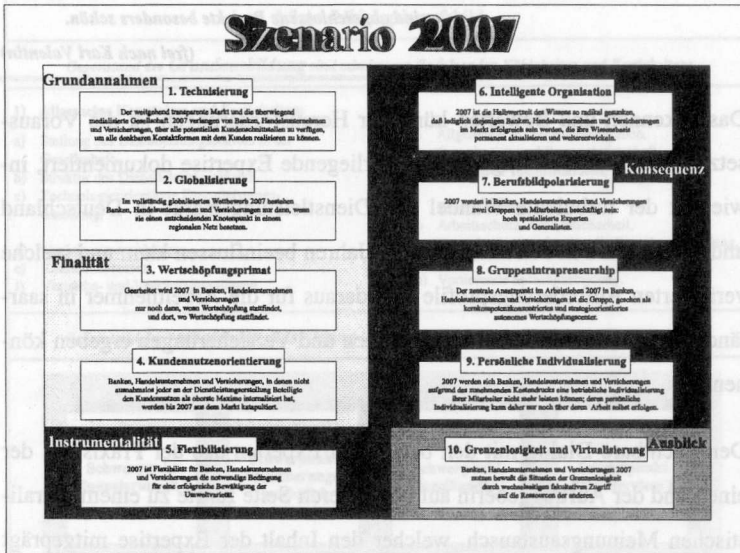 Szenario 2007
Grundannahmen
1. Technisierung
Der weitgehend transparente Markt und die überwiegend
medialisierte Gesellschaft 2007 verlangen von Banken, Handelsunternehmen
und Versicherungen, über alle potentiellen Kundenschnittstellen zu verfügen,
um alle denkbaren Kontaktformen mit dem Kunden realisieren zu können.
2. Globalisierung
Im vollständig globalisierten Wettbewerb 2007 bestehen
Banken, Handelsunternehmen und Versicherungen nur dann, wenn
sie einen entscheidenden Knotenpunkt in einem
regionalen Netz besetzen.
Finalität
3. Wertschöpfungsprimat
Gearbeitet wird 2007 in Banken, Handelsunternehmen
und Versicherungen
nur noch dann, wenn Wertschöpfung stattfindet,
und dort, wo Wertschöpfung stattfindet.
4. Kundennutzenorientierung
Banken, Handelsunternehmen und Versicherungen, in denen nicht
ausnahmslos jeder an der Dienstleistungserstellung Beteiligte
den Kundennutzen als oberste Maxime internalisiert hat,
werden bis 2007 aus dem Markt katapultiert.
Instrumentalität
5. Flexibilisierung
2007 ist Flexibilität für Banken, Handelsunternehmen
und Versicherungen die notwendige Bedingung
für eine erfolgreiche Bewältigung der
Umweltvarietät.
6. Intelligente Organisation
2007 ist die Halbwertzeit des Wissens so radikal gesunken,
daß lediglich diejenigen Banken, Handelsunternehmen und Versicherungen
im Markt erfolgreich sein werden, die ihre Wissensbasis
permanent aktualisieren und weiterentwickeln.
Konsequenz
7. Berufsbildpolarisierung
2007 werden in Banken, Handelsunternehmen und Versicherungen
zwei Gruppen von Mitarbeitern beschäftigt sein:
hoch spezialisierte Experten
und Generalisten.
8. Gruppenintrapreneurship
Der zentrale Ansatzpunkt im Arbeitsleben 2007 in Banken,
Handelsunternehmen und Versicherungen ist die Gruppe, gesehen als
kernkompetenzkonzentriertes und strategieorientiertes
autonomes Wertschöpfungscenter.
9. Persönliche Individualisierung
2007 werden sich Banken, Handelsunternehmen und Versicherungen
aufgrund des zunehmenden Kostendrucks eine betriebliche Individualisierung
ihrer Mitarbeiter nicht mehr leisten können; deren persönliche
Individualisierung kann daher nur noch über deren Arbeit selbst erfolgen.
Ausblick
10. Grenzenlosigkeit und Virtualisierung
Banken, Handelsunternehmen und Versicherungen 2007
nutzen bewußt die Situation der Grenzenlosigkeit
durch wechselseitigen fakultativen Zugriff
auf die Ressourcen der anderen.